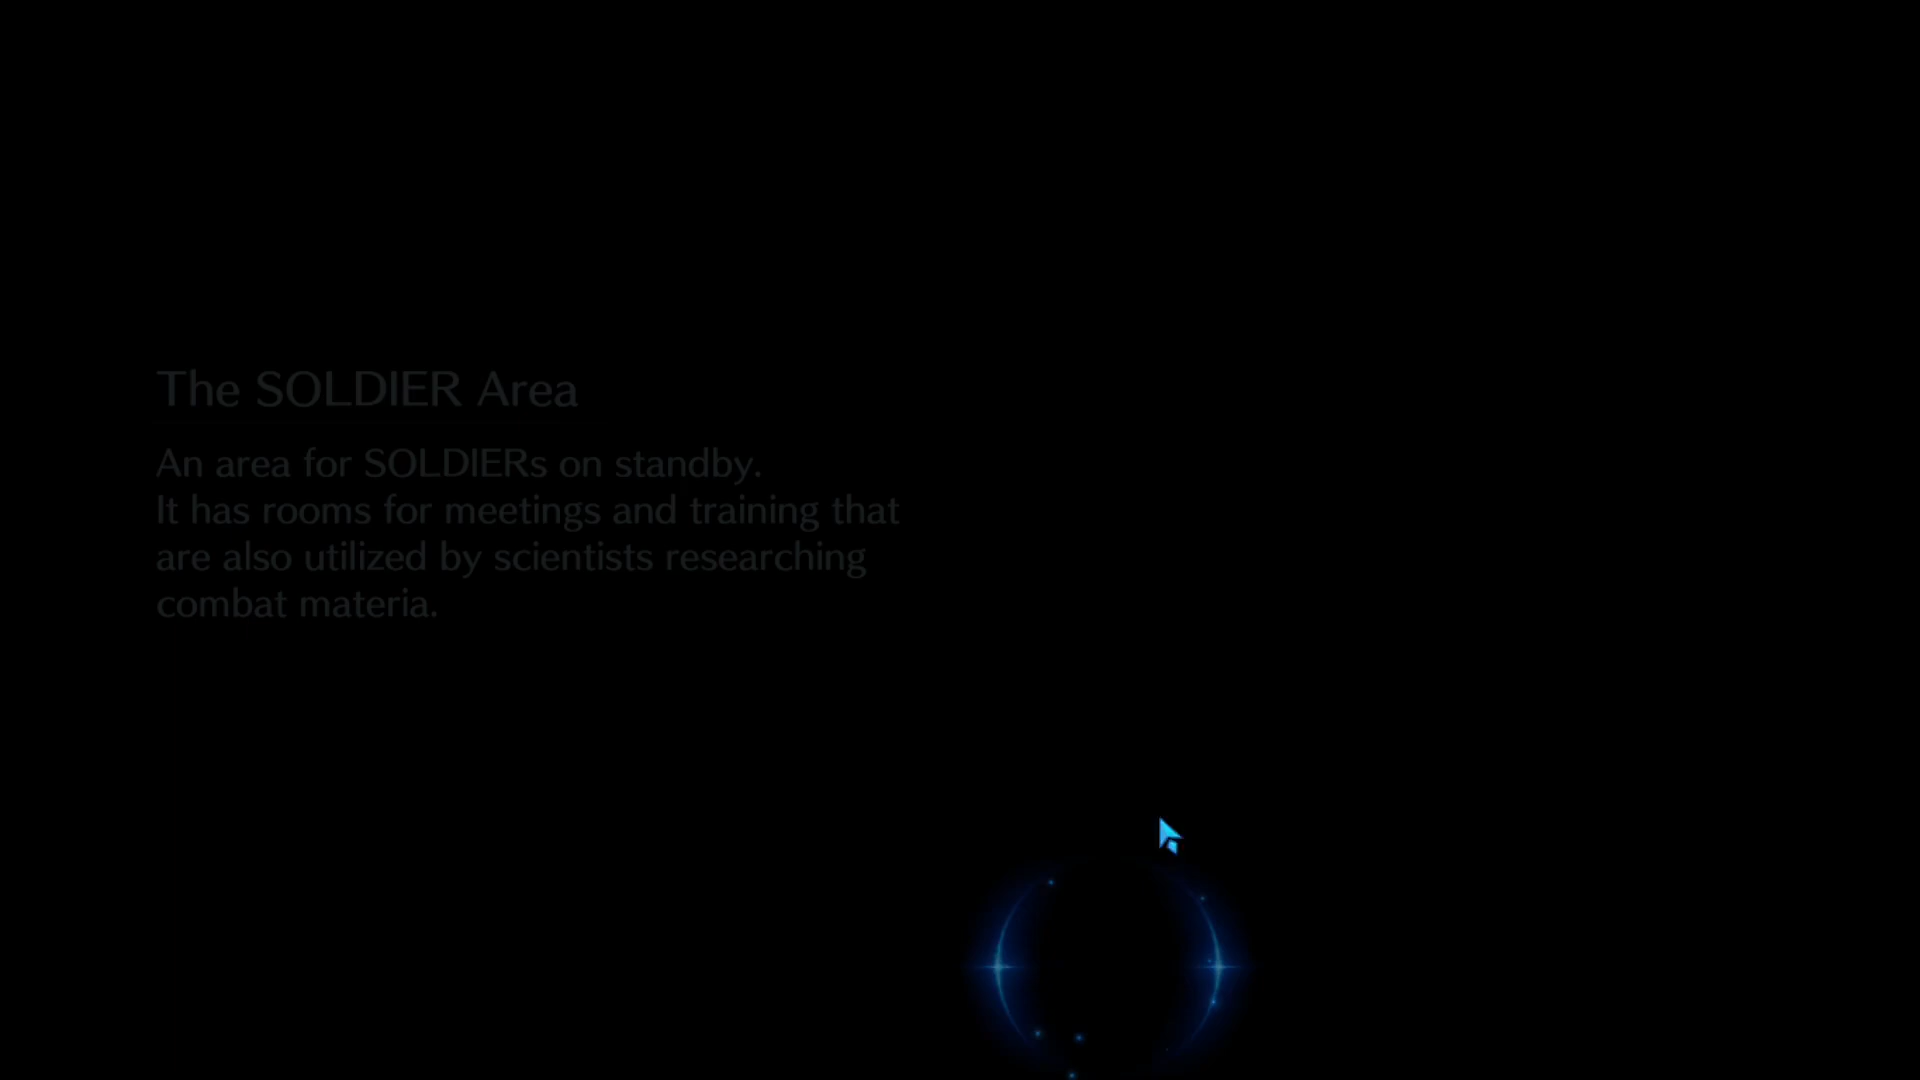 The SOLDIER Area
An area for SOLDIERs on standby.
It has rooms for meetings and training that
are also utilized by scientists researching
combat materia.